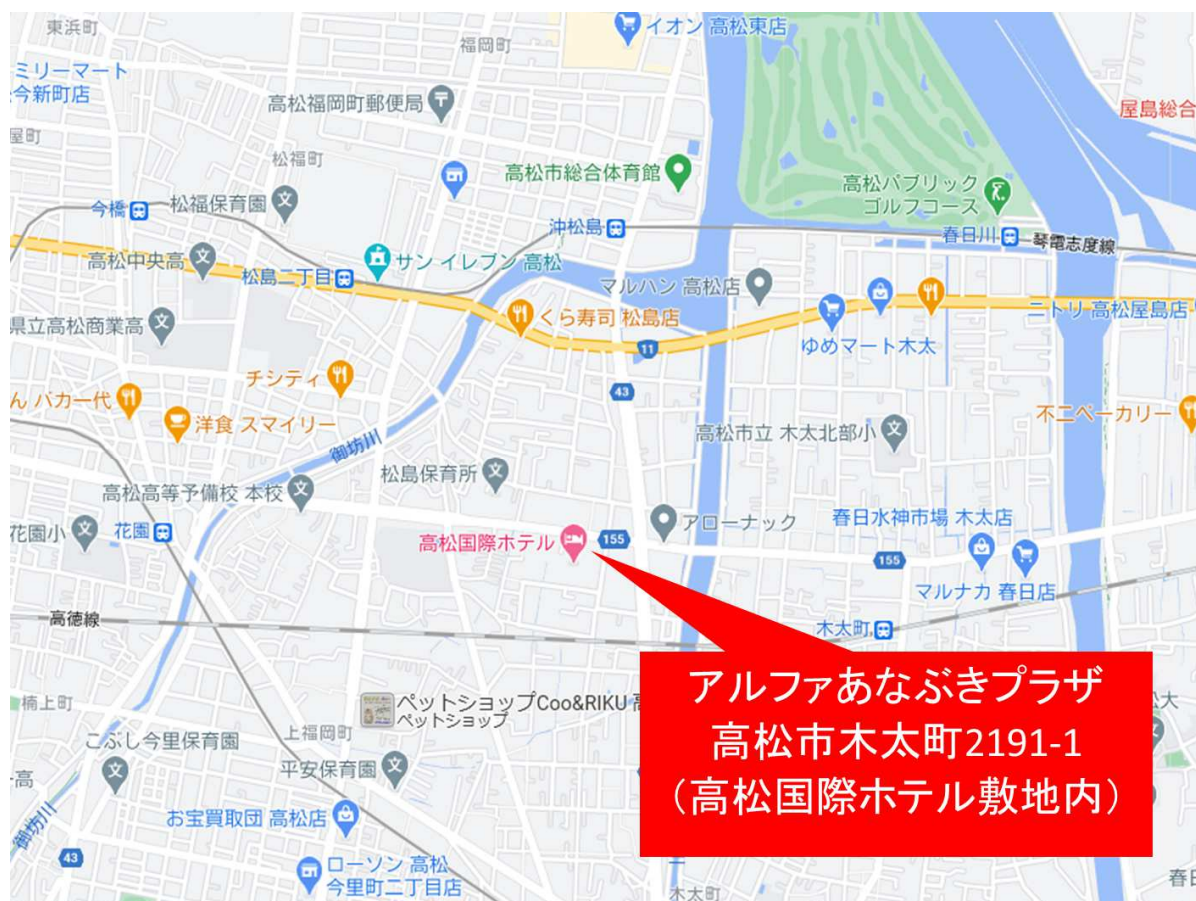 東浜町
福岡町
イオン 高松東店
ミリーマート
今新町店
高松福岡町郵便局
屋島総合
屋町
松福町
高松市総合体育館
高松パブリック
ゴルフコース
今橋
松福保育園
沖松島
春日川
琴電志度線
高松中央高
松島二丁目
サン イレブン 高松
マルハン 高松店
県立高松商業高
くら寿司 松島店
ニトリ 高松屋島店
11
ゆめマート木太
チシティ
43
ん バカ一代
洋食 スマイリー
不二ベーカリー
高松市立 木太北部小
御坊川
松島保育所
高松高等予備校 本校
花園小
花園
アローナック
春日水神市場 木太店
高松国際ホテル
155
155
マルナカ 春日店
高徳線
木太町
アルファあなぶきプラザ
高松市木太町2191-1
（高松国際ホテル敷地内）
楠上町
ペットショップCoo&RIKU 高
ペットショップ
上福岡町
こぶし今里保育園
平安保育園
一高
お宝買取団 高松店
御坊川
43
ローソン 高松
今里町二丁目店
木太町